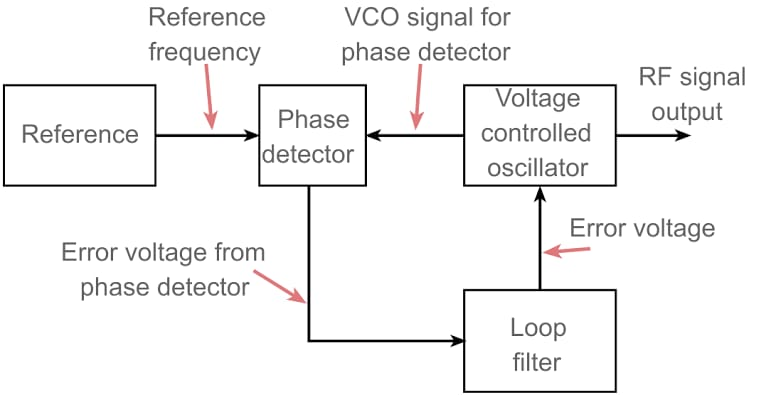 Reference
frequency
VCO signal for
phase detector
RF signal
output
Reference
Phase
detector
Voltage
controlled
oscillator
Error voltage from
phase detector
Error voltage
Loop
filter